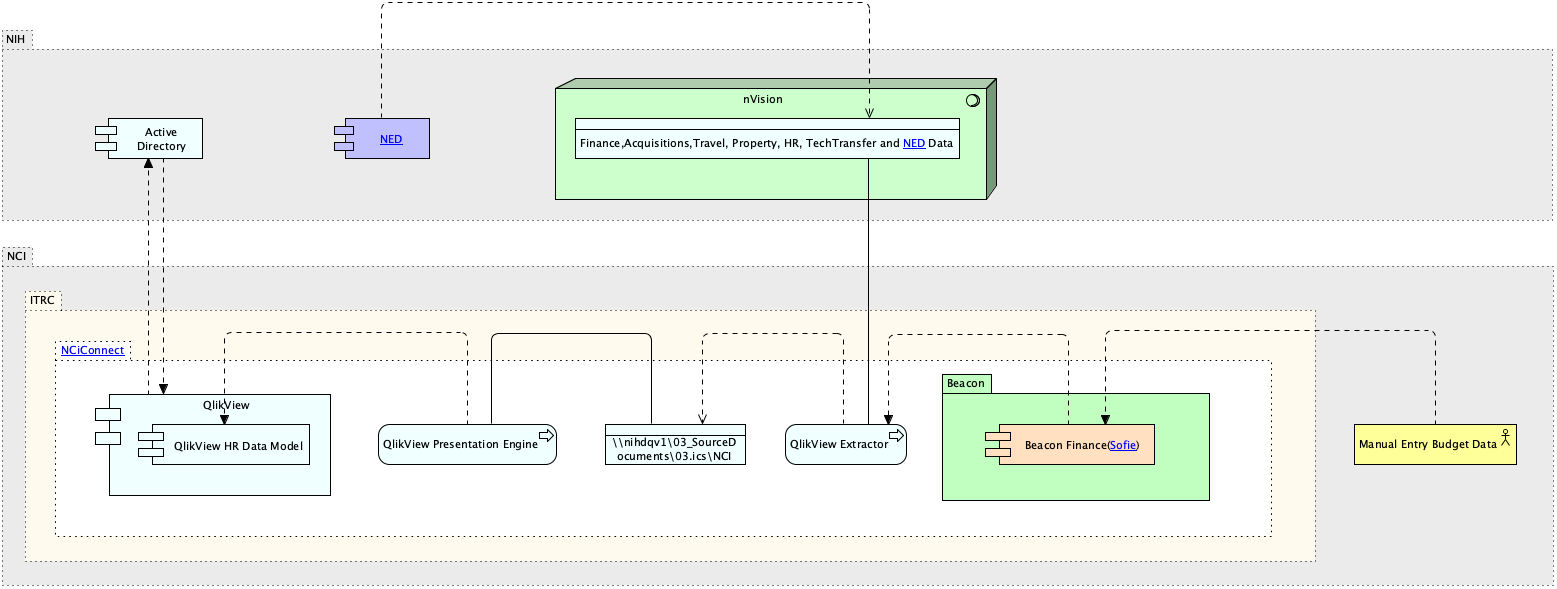 NIH
nVision
Active
Directory
NED
Finance,Acquisitions,Travel, Property, HR, TechTransfer and NED Data
NCI
ITRC
NCiConnect
Beacon
QlikView
QlikView HR Data Model
QlikView Presentation Engine
\\nihdqv1\03_SourceD
ocuments\03.ics\NCI
QlikView Extractor
Beacon Finance(Sofie)
Manual Entry Budget Data